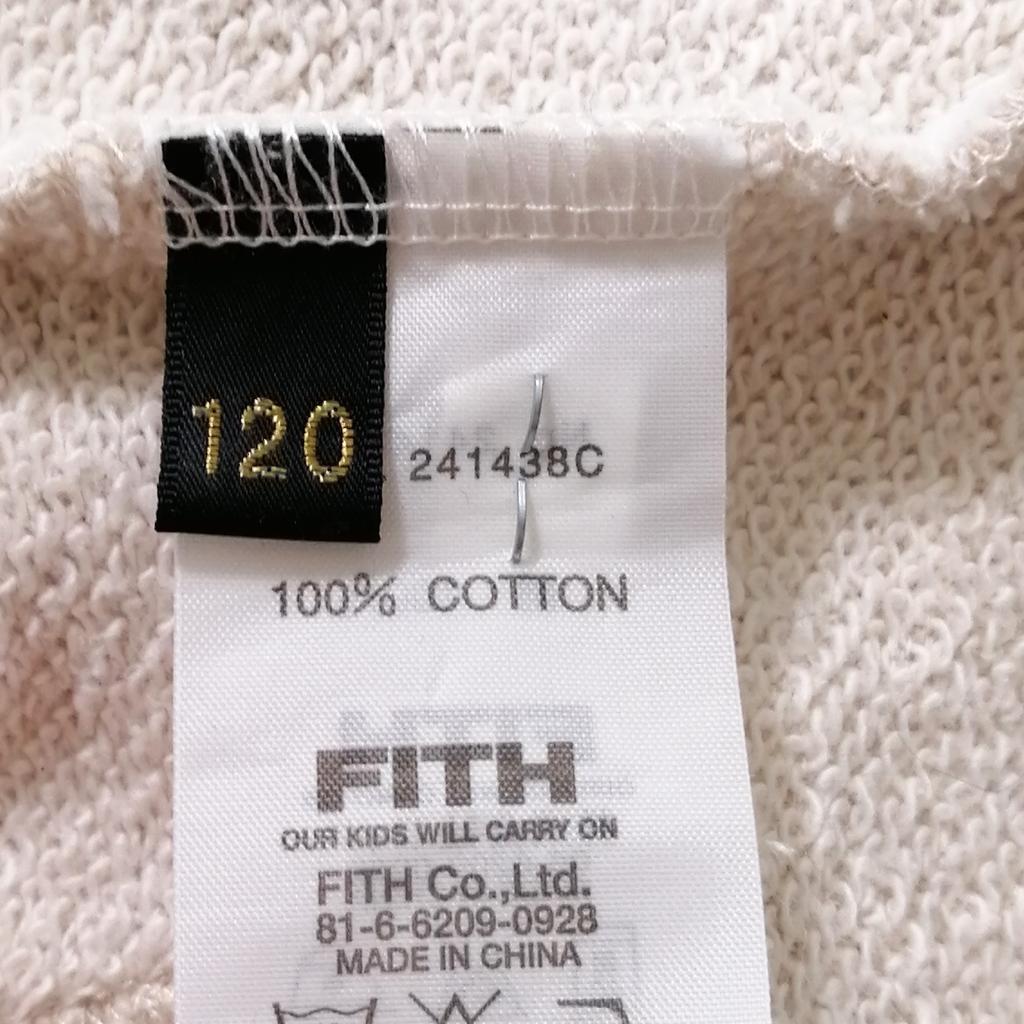 120
241438C
100% COTTON
FITH
OUR KIDS WILL CARRY ON
FITH Co.,Ltd.
81-6-6209-0928
MADE IN CHINA